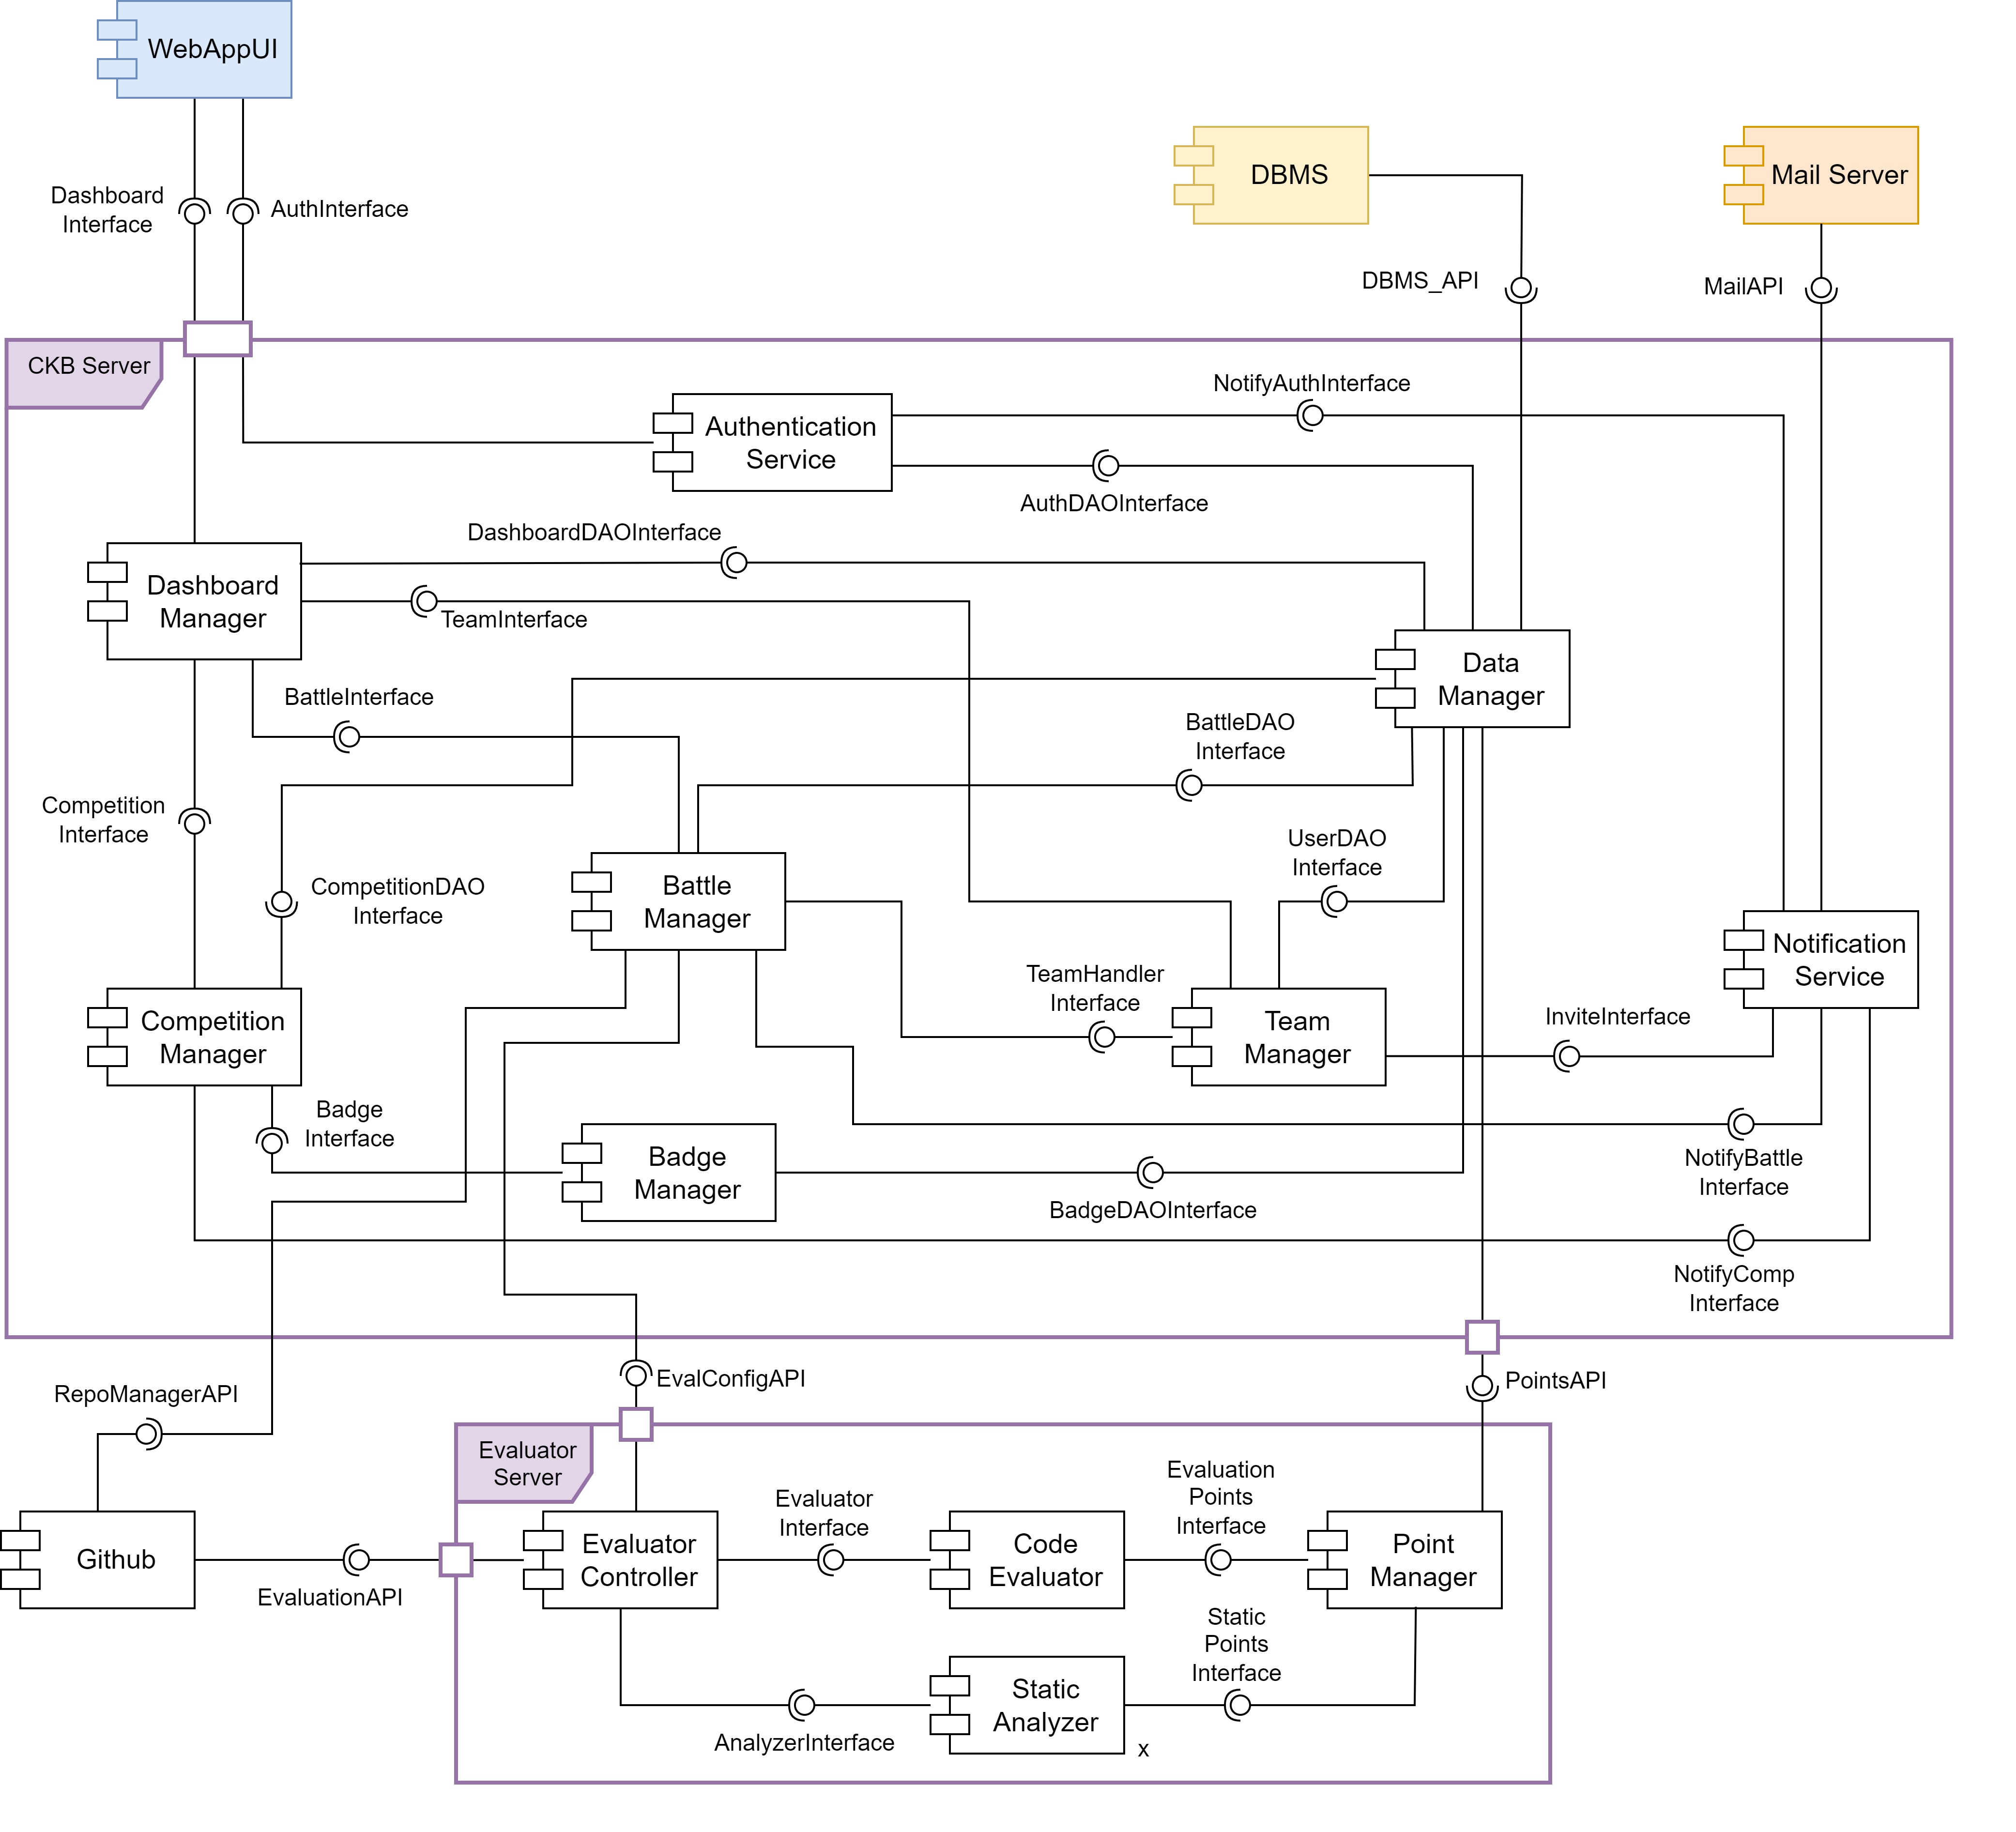 WebAppUI
DBMS
Mail Server
Dashboard
Interface
AuthInterface
DBMS_API
MailAPI
CKB Server
NotifyAuthInterface
Authentication
Service
AuthDAOInterface
DashboardDAOInterface
Dashboard
Manager
TeamInterface
Data
Manager
BattleInterface
BattleDAO
Interface
Competition
Interface
UserDAO
Interface
CompetitionDAO
Interface
Battle
Manager
Notification
Service
TeamHandler
Interface
Competition
Manager
Team
Manager
InviteInterface
Badge
Interface
Badge
Manager
NotifyBattle
Interface
BadgeDAOInterface
NotifyComp
Interface
RepoManagerAPI
EvalConfigAPI
PointsAPI
Evaluator
Server
Evaluator
Interface
Evaluation
Points
Interface
Github
EvaluationAPI
Evaluator
Controller
Code
Evaluator
Point
Manager
Static
Points
Interface
Static
Analyzer
AnalyzerInterface
x